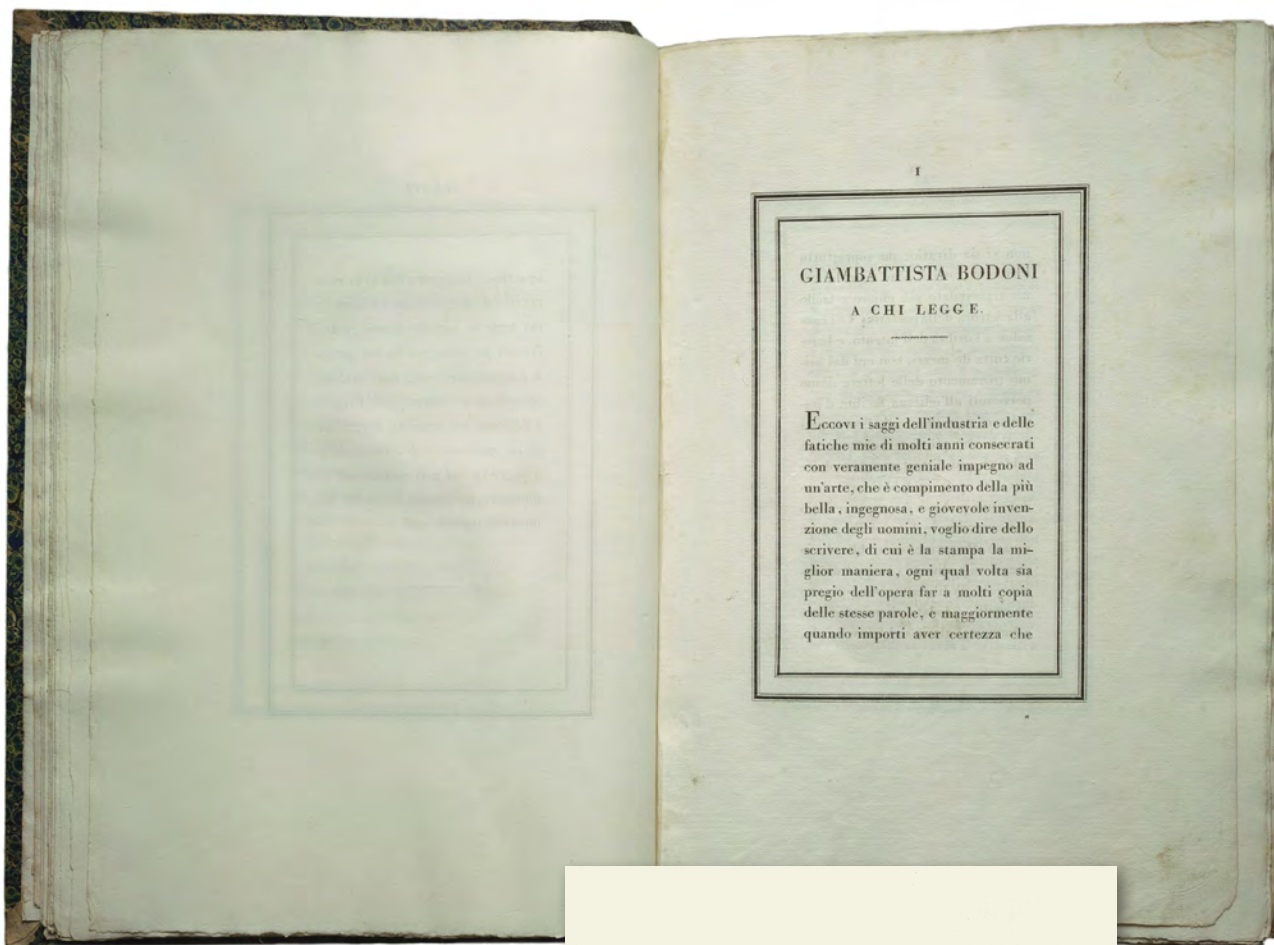 I
GIAMBATTISTA BODONI
A CHI LEGGE.
Eccovi i saggi dell'industria e delle
fatiche mie di molti anni consecrati
con veramente geniale impegno ad
un'arte, che è compimento della più
bella, ingegnosa, e giovevole inven-
zione degli uomini, voglio dire dello
scrivere, di cui è la stampa la mi-
glior maniera, ogni qual volta sia
pregio dell'opera far a molti copia
delle stesse parole, e maggiormente
quando importi aver certezza che